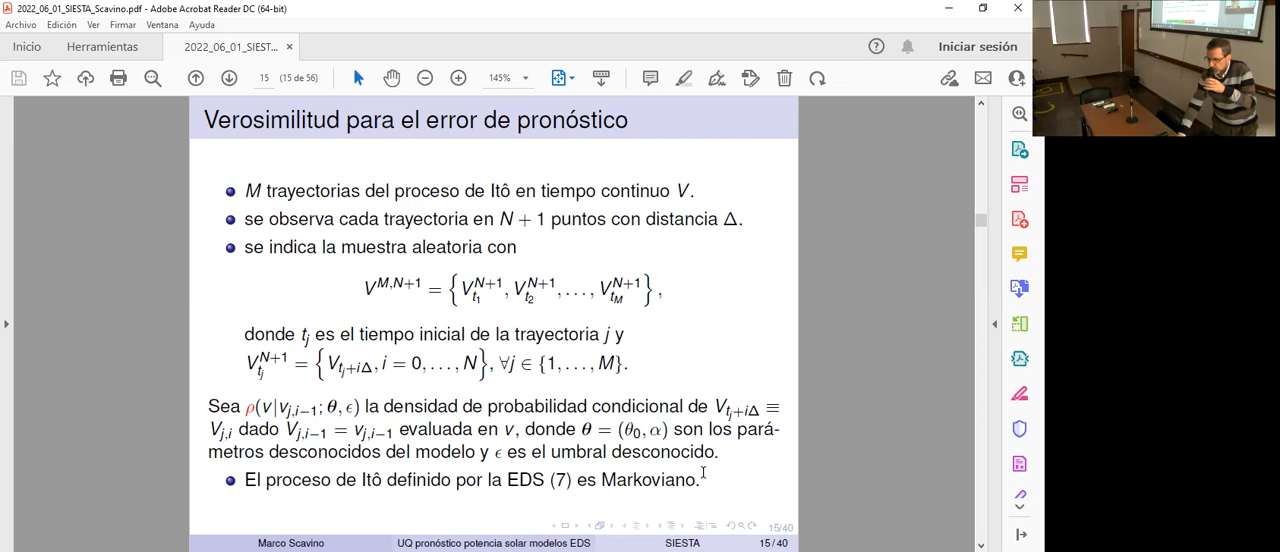 2022_06_01_SIESTA_Scavino.pdf - Adobe Acrobat Reader DC (64-bit)
Archivo Edición Ver Firmar Ventana Ayuda
Inicio Herramientas 2022_06_01_SIEST... × Iniciar sesión
15 (15 de 56) 145%
Verosimilitud para el error de pronóstico
M trayectorias del proceso de Itô en tiempo continuo V.
se observa cada trayectoria en N + 1 puntos con distancia Δ.
se indica la muestra aleatoria con
V^{M,N+1} = { V_{t_1}^{N+1}, V_{t_2}^{N+1}, . . . , V_{t_M}^{N+1} },
donde t_j es el tiempo inicial de la trayectoria j y
V_{t_j}^{N+1} = { V_{t_j+iΔ}, i = 0, . . . , N }, ∀j ∈ {1, . . . , M}.
Sea ρ(v|v_{j,i−1}; θ, ϵ) la densidad de probabilidad condicional de V_{t_j+iΔ} ≡
V_{j,i} dado V_{j,i−1} = v_{j,i−1} evaluada en v, donde θ = (θ_0, α) son los pará-
metros desconocidos del modelo y ϵ es el umbral desconocido.
El proceso de Itô definido por la EDS (7) es Markoviano.
15/40
Marco Scavino UQ pronóstico potencia solar modelos EDS SIESTA 15 / 40